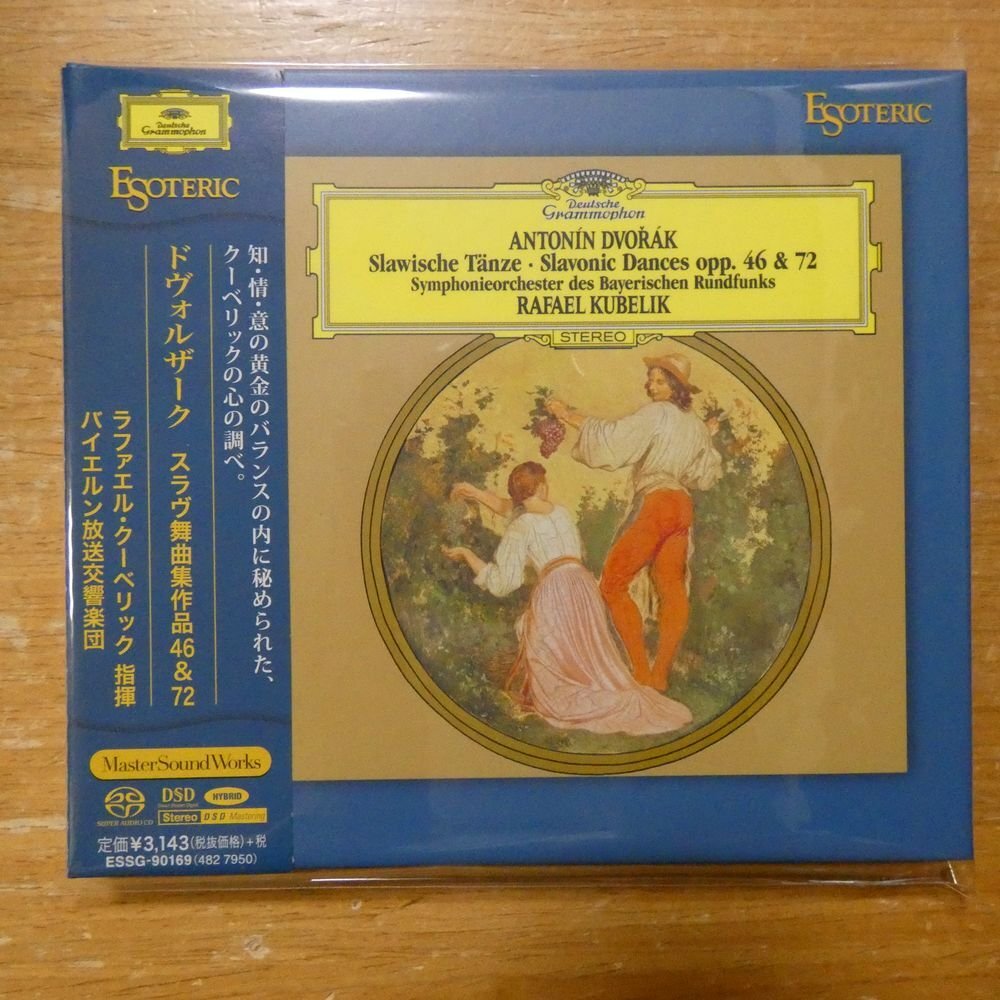 Deutsche
Grammophon
ESOTERIC
知・情・意の黄金のバランスの内に秘められた、
クーベリックの心の調べ。
ドヴォルザーク スラヴ舞曲集作品46&72
ラファエル・クーベリック 指揮
バイエルン放送交響楽団
MasterSoundWorks
SUPER AUDIO CD
DSD
Direct Stream Digital
HYBRID
Stereo DSD Mastering
定価¥3,143(税抜価格)+税
ESSG-90169(482 7950)
ESOTERIC
Deutsche
Grammophon
ANTONÍN DVOŘÁK
Slawische Tänze · Slavonic Dances opp. 46 & 72
Symphonieorchester des Bayerischen Rundfunks
RAFAEL KUBELIK
STEREO